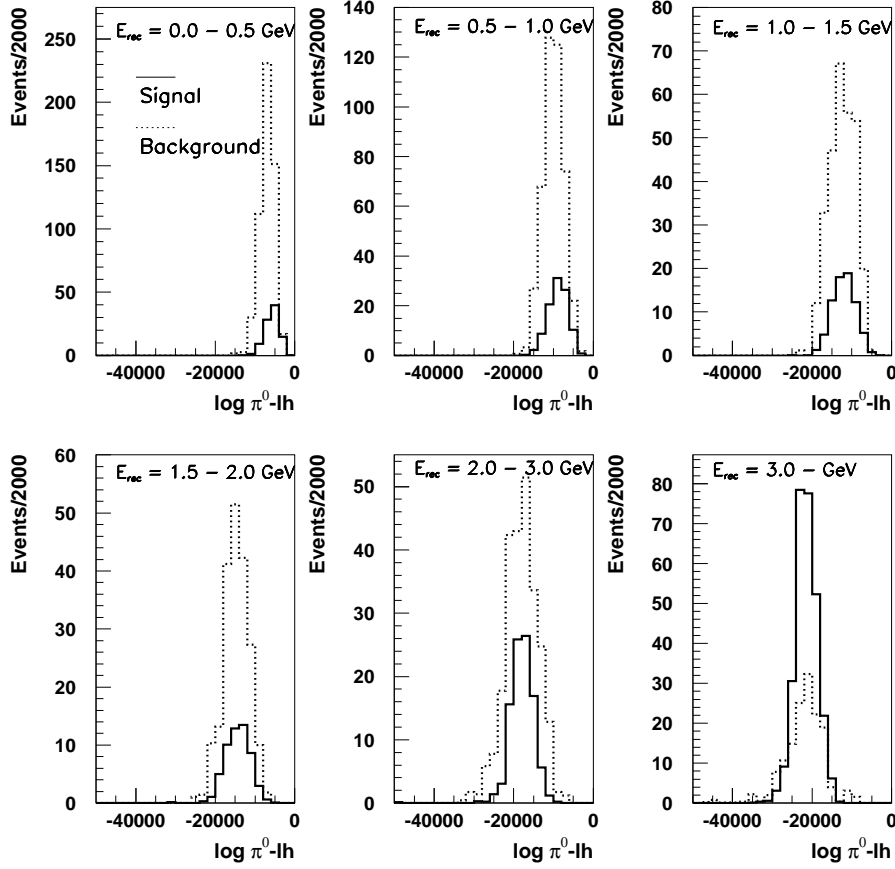 E_rec = 0.0 – 0.5 GeV
Events/2000
250
200
150
100
50
0
Signal
Background
-40000 -20000 0
log π⁰-lh
E_rec = 0.5 – 1.0 GeV
Events/2000
140
120
100
80
60
40
20
0
-40000 -20000 0
log π⁰-lh
E_rec = 1.0 – 1.5 GeV
Events/2000
80
70
60
50
40
30
20
10
0
-40000 -20000 0
log π⁰-lh
E_rec = 1.5 – 2.0 GeV
Events/2000
60
50
40
30
20
10
0
-40000 -20000 0
log π⁰-lh
E_rec = 2.0 – 3.0 GeV
Events/2000
50
40
30
20
10
0
-40000 -20000 0
log π⁰-lh
E_rec = 3.0 – GeV
Events/2000
80
70
60
50
40
30
20
10
0
-40000 -20000 0
log π⁰-lh